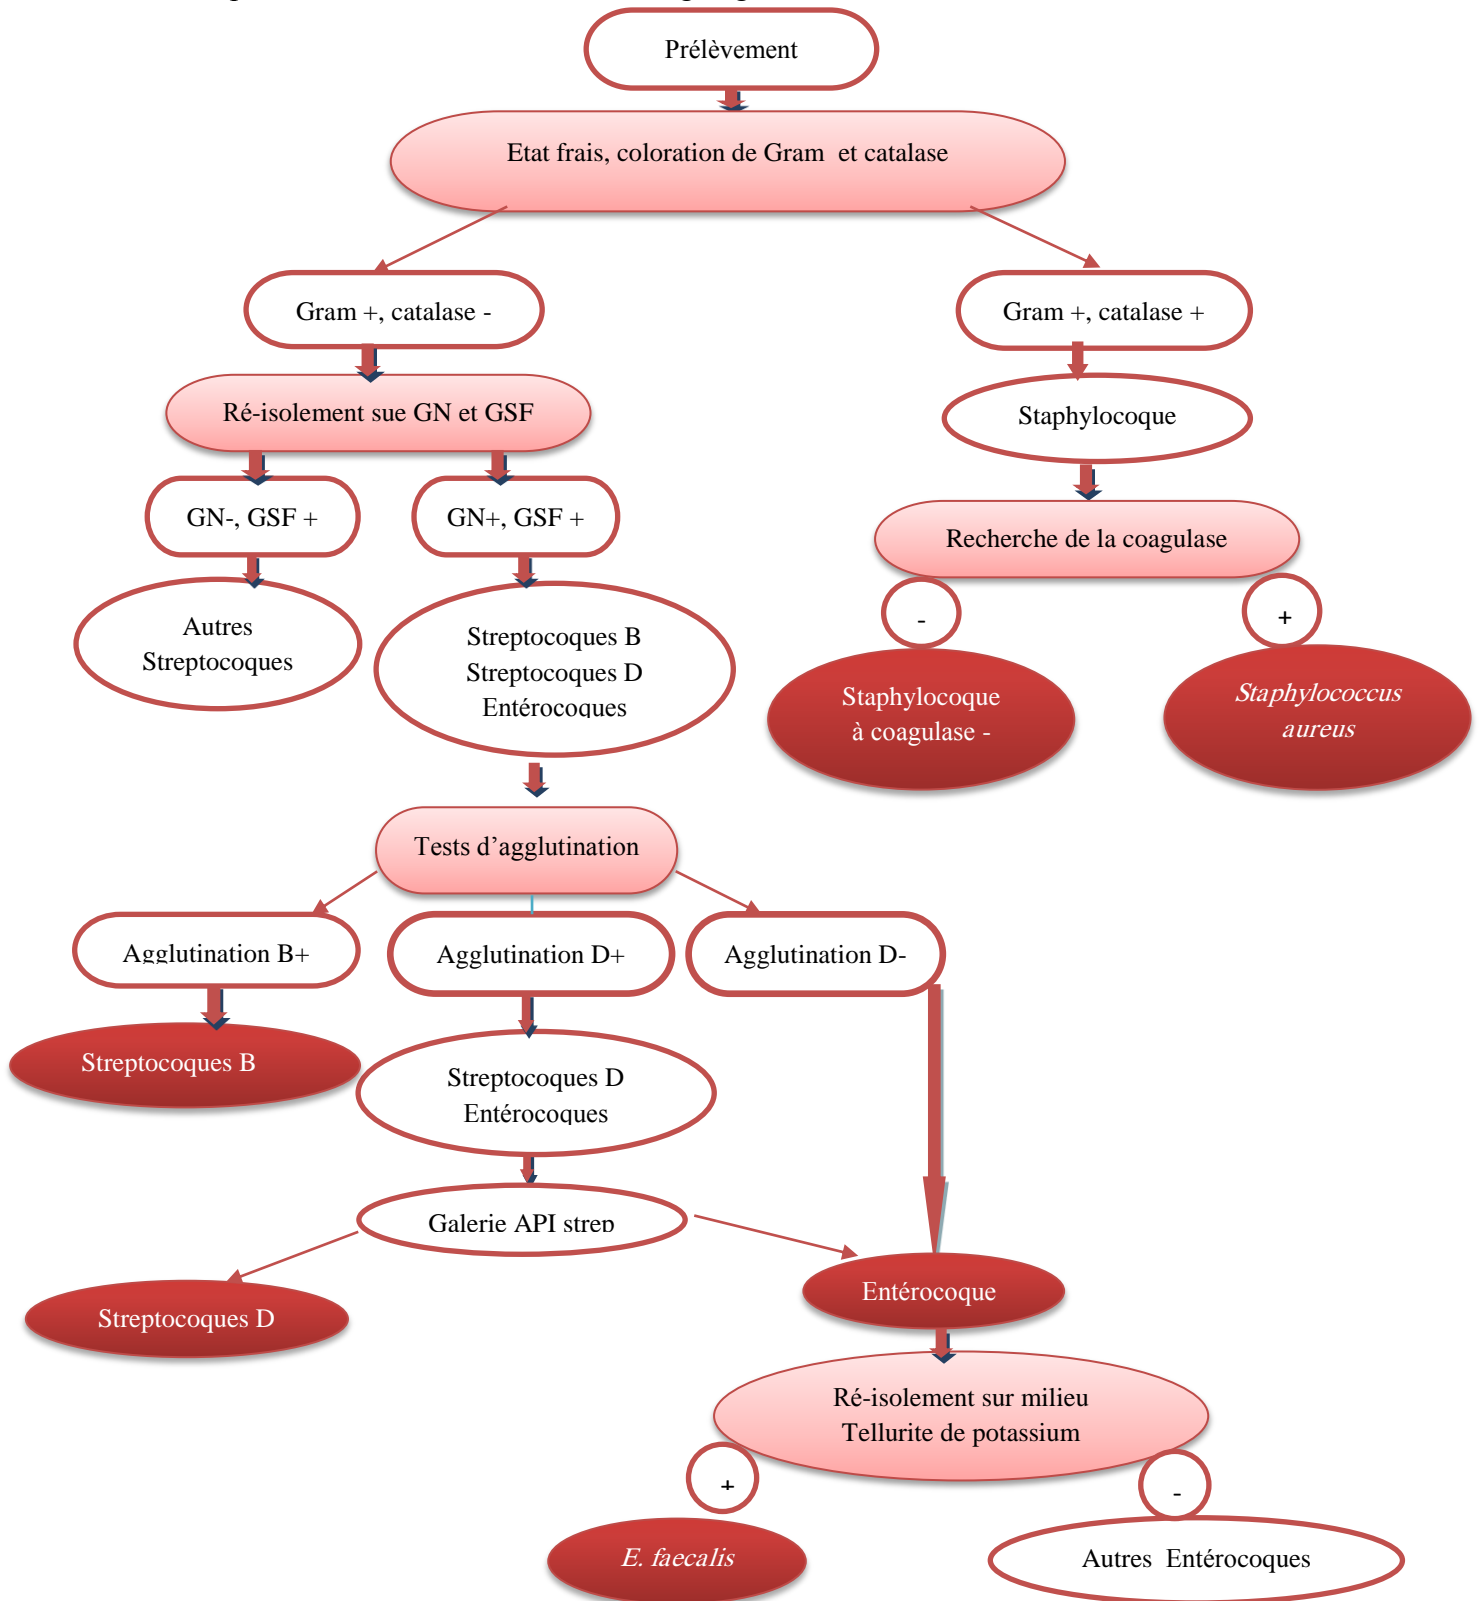 Prélèvement
Etat frais, coloration de Gram et catalase
Gram +, catalase -
Gram +, catalase +
Ré-isolement sue GN et GSF
Staphylocoque
GN-, GSF +
GN+, GSF +
Recherche de la coagulase
-
+
Autres
Streptocoques
Streptocoques B
Streptocoques D
Entérocoques
Staphylocoque
à coagulase -
Staphylococcus
aureus
Tests d’agglutination
Agglutination B+
Agglutination D+
Agglutination D-
Streptocoques B
Streptocoques D
Entérocoques
Galerie API strep
Streptocoques D
Entérocoque
Ré-isolement sur milieu
Tellurite de potassium
+
-
E. faecalis
Autres Entérocoques